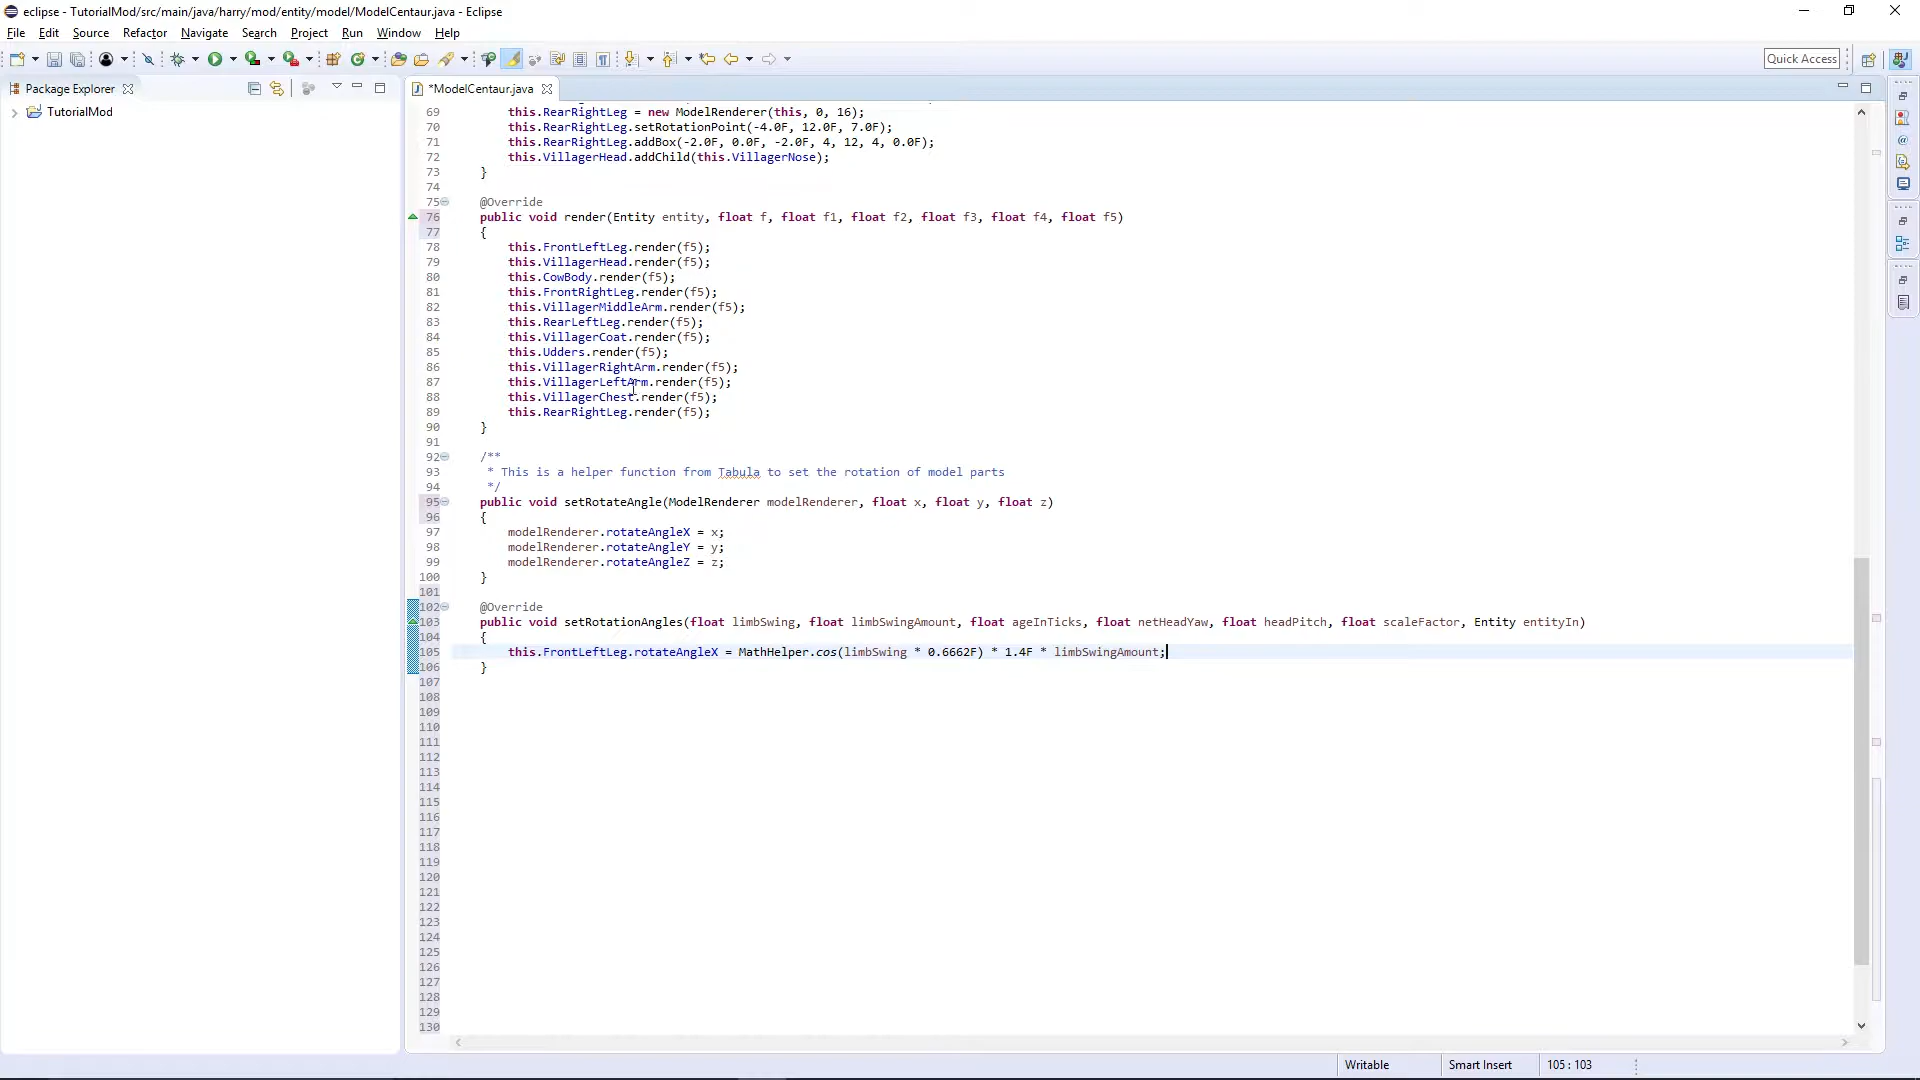 eclipse - TutorialMod/src/main/java/harry/mod/entity/model/ModelCentaur.java - Eclipse
File Edit Source Refactor Navigate Search Project Run Window Help
Quick Access
Package Explorer
*ModelCentaur.java
TutorialMod
69 this.RearRightLeg = new ModelRenderer(this, 0, 16);
70 this.RearRightLeg.setRotationPoint(-4.0F, 12.0F, 7.0F);
71 this.RearRightLeg.addBox(-2.0F, 0.0F, -2.0F, 4, 12, 4, 0.0F);
72 this.VillagerHead.addChild(this.VillagerNose);
73 }
74
75 @Override
76 public void render(Entity entity, float f, float f1, float f2, float f3, float f4, float f5)
77 {
78 this.FrontLeftLeg.render(f5);
79 this.VillagerHead.render(f5);
80 this.CowBody.render(f5);
81 this.FrontRightLeg.render(f5);
82 this.VillagerMiddleArm.render(f5);
83 this.RearLeftLeg.render(f5);
84 this.VillagerCoat.render(f5);
85 this.Udders.render(f5);
86 this.VillagerRightArm.render(f5);
87 this.VillagerLeftArm.render(f5);
88 this.VillagerChest.render(f5);
89 this.RearRightLeg.render(f5);
90 }
91
92 /**
93 * This is a helper function from Tabula to set the rotation of model parts
94 */
95 public void setRotateAngle(ModelRenderer modelRenderer, float x, float y, float z)
96 {
97 modelRenderer.rotateAngleX = x;
98 modelRenderer.rotateAngleY = y;
99 modelRenderer.rotateAngleZ = z;
100 }
101
102 @Override
103 public void setRotationAngles(float limbSwing, float limbSwingAmount, float ageInTicks, float netHeadYaw, float headPitch, float scaleFactor, Entity entityIn)
104 {
105 this.FrontLeftLeg.rotateAngleX = MathHelper.cos(limbSwing * 0.6662F) * 1.4F * limbSwingAmount;
106 }
107
108
109
110
111
112
113
114
115
116
117
118
119
120
121
122
123
124
125
126
127
128
129
130
Writable Smart Insert 105 : 103